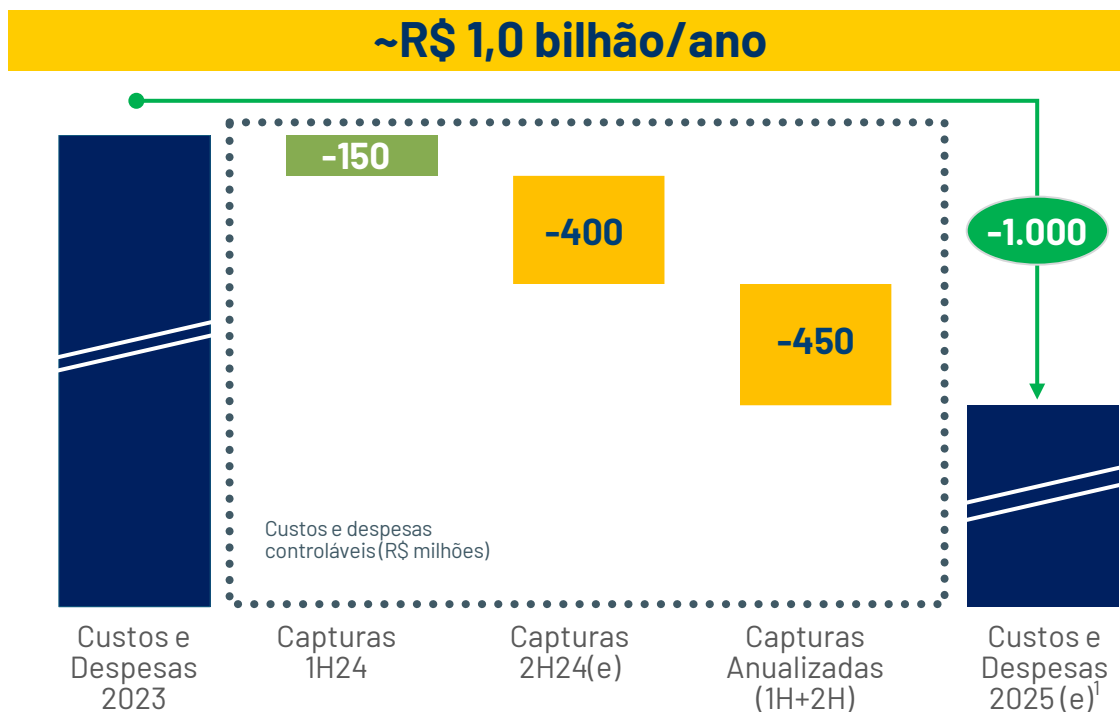 ~R$ 1,0 bilhão/ano
-150
-400
-1.000
-450
Custos e despesas
controláveis (R$ milhões)
Custos e
Despesas
2023
Capturas
1H24
Capturas
2H24(e)
Capturas
Anualizadas
(1H+2H)
Custos e
Despesas
2025 (e)¹